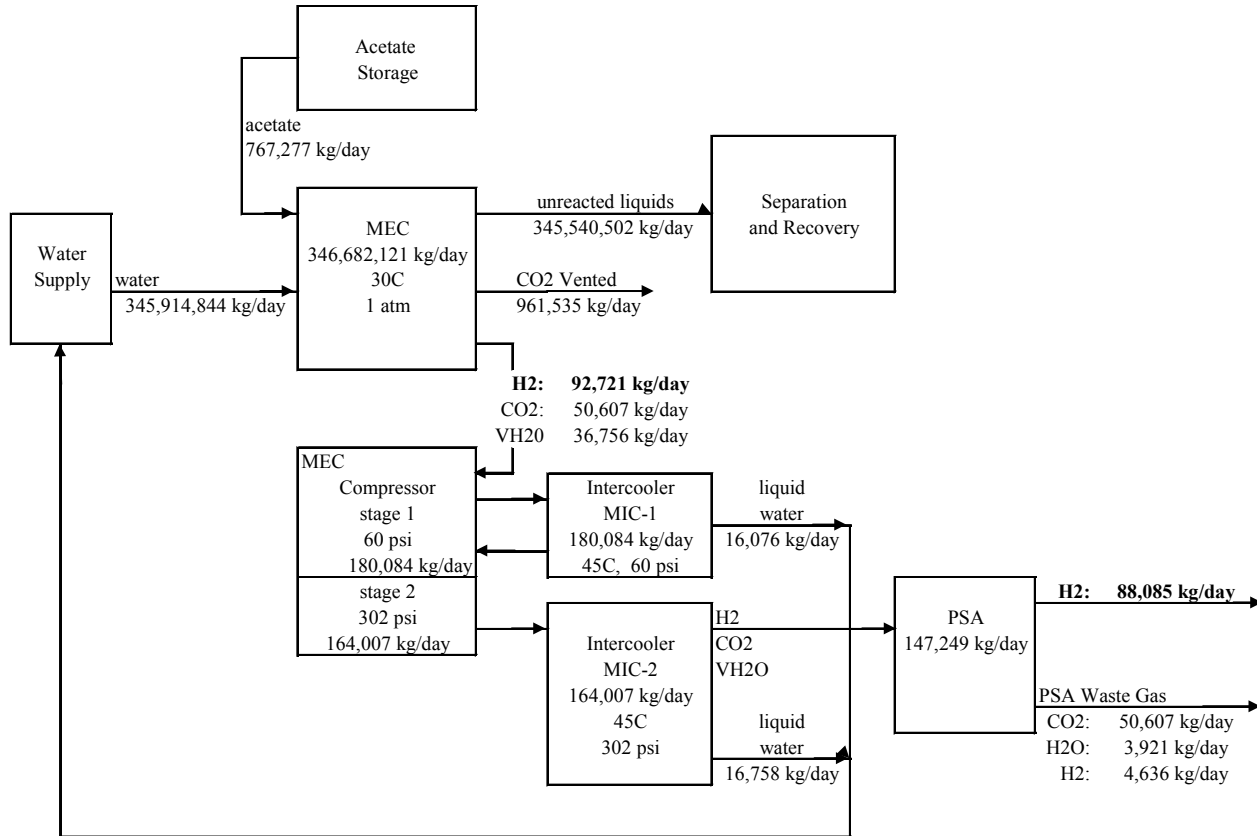 Acetate
Storage
acetate
767,277 kg/day
Water
Supply
water
345,914,844 kg/day
MEC
346,682,121 kg/day
30C
1 atm
unreacted liquids
345,540,502 kg/day
Separation
and Recovery
CO2 Vented
961,535 kg/day
H2: 92,721 kg/day
CO2: 50,607 kg/day
VH20 36,756 kg/day
MEC
Compressor
stage 1
60 psi
180,084 kg/day
stage 2
302 psi
164,007 kg/day
Intercooler
MIC-1
180,084 kg/day
45C, 60 psi
liquid
water
16,076 kg/day
Intercooler
MIC-2
164,007 kg/day
45C
302 psi
H2
CO2
VH2O
liquid
water
16,758 kg/day
PSA
147,249 kg/day
H2: 88,085 kg/day
PSA Waste Gas
CO2: 50,607 kg/day
H2O: 3,921 kg/day
H2: 4,636 kg/day